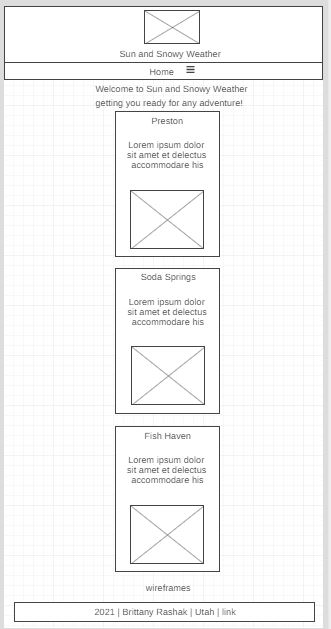 Sun and Snowy Weather
Home
Welcome to Sun and Snowy Weather
getting you ready for any adventure!
Preston
Lorem ipsum dolor
sit amet et delectus
accommodare his
Soda Springs
Lorem ipsum dolor
sit amet et delectus
accommodare his
Fish Haven
Lorem ipsum dolor
sit amet et delectus
accommodare his
wireframes
2021 | Brittany Rashak | Utah | link